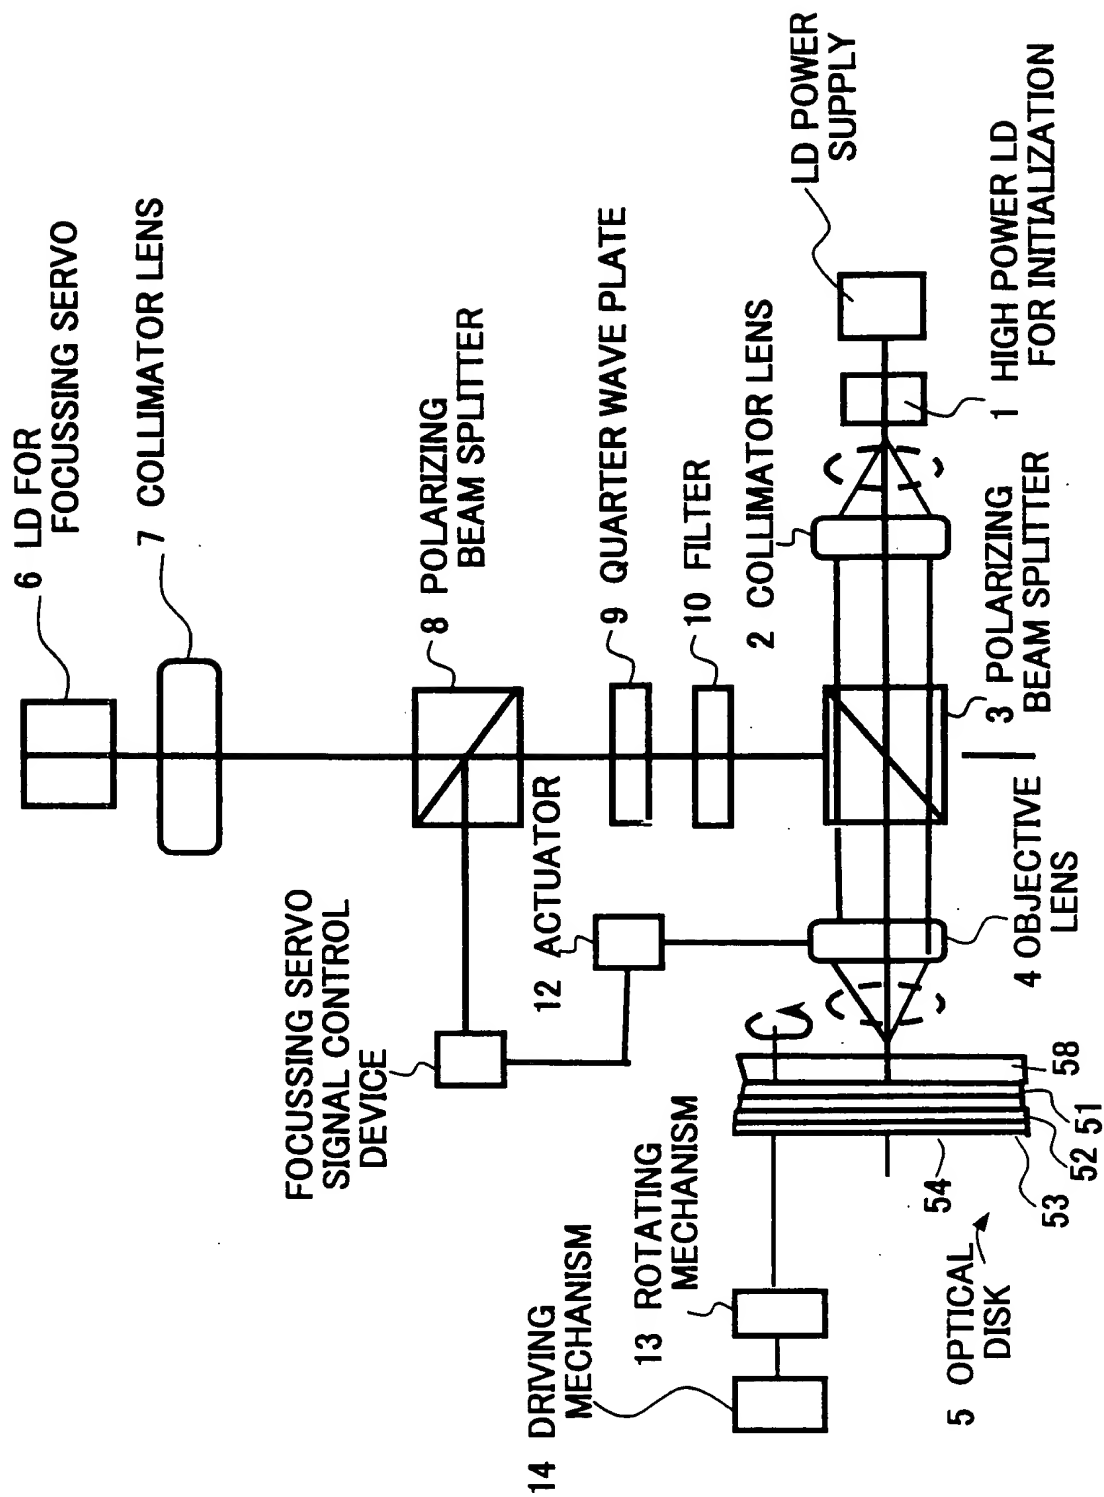 6 LD FOR
FOCUSSING SERVO
7 COLLIMATOR LENS
8 POLARIZING
BEAM SPLITTER
9 QUARTER WAVE PLATE
10 FILTER
2 COLLIMATOR LENS
LD POWER
SUPPLY
1 HIGH POWER LD
FOR INITIALIZATION
3 POLARIZING
BEAM SPLITTER
4 OBJECTIVE
LENS
12 ACTUATOR
FOCUSSING SERVO
SIGNAL CONTROL
DEVICE
14 DRIVING
MECHANISM
13 ROTATING
MECHANISM
5 OPTICAL
DISK
54
53
52
51
58